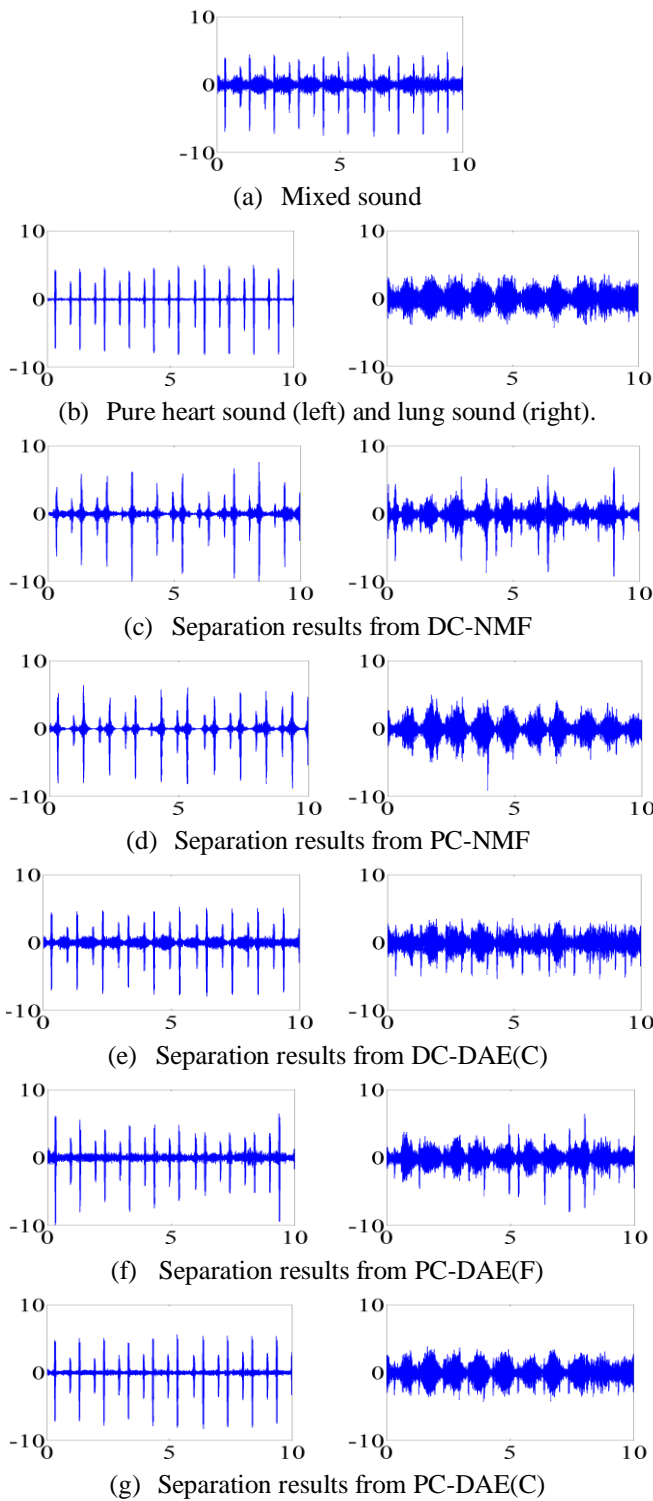 10
0
-10
0 5 10
(a) Mixed sound
10 10
0 0
-10 -10
0 5 10 0 5 10
(b) Pure heart sound (left) and lung sound (right).
10 10
0 0
-10 -10
0 5 10 0 5 10
(c) Separation results from DC-NMF
10 10
0 0
-10 -10
0 5 10 0 5 10
(d) Separation results from PC-NMF
10 10
0 0
-10 -10
0 5 10 0 5 10
(e) Separation results from DC-DAE(C)
10 10
0 0
-10 -10
0 5 10 0 5 10
(f) Separation results from PC-DAE(F)
10 10
0 0
-10 -10
0 5 10 0 5 10
(g) Separation results from PC-DAE(C)